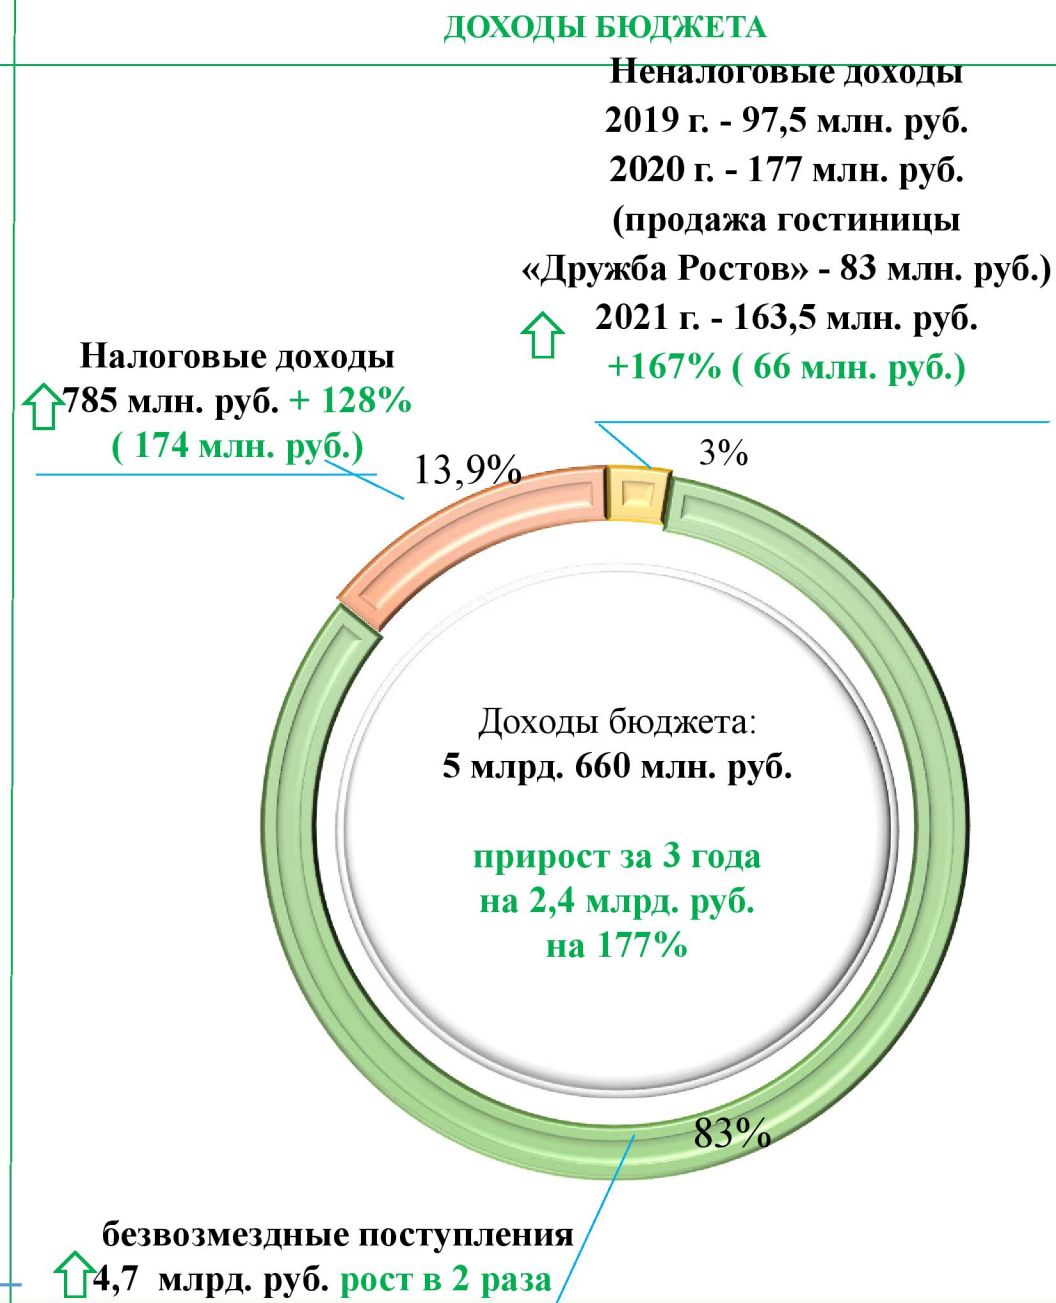 ДОХОДЫ БЮДЖЕТА
Неналоговые доходы
2019 г. - 97,5 млн. руб.
2020 г. - 177 млн. руб.
(продажа гостиницы
«Дружба Ростов» - 83 млн. руб.)
2021 г. - 163,5 млн. руб.
+167% ( 66 млн. руб.)
Налоговые доходы
785 млн. руб. + 128%
( 174 млн. руб.)
13,9%
3%
Доходы бюджета:
5 млрд. 660 млн. руб.
прирост за 3 года
на 2,4 млрд. руб.
на 177%
83%
безвозмездные поступления
4,7 млрд. руб. рост в 2 раза